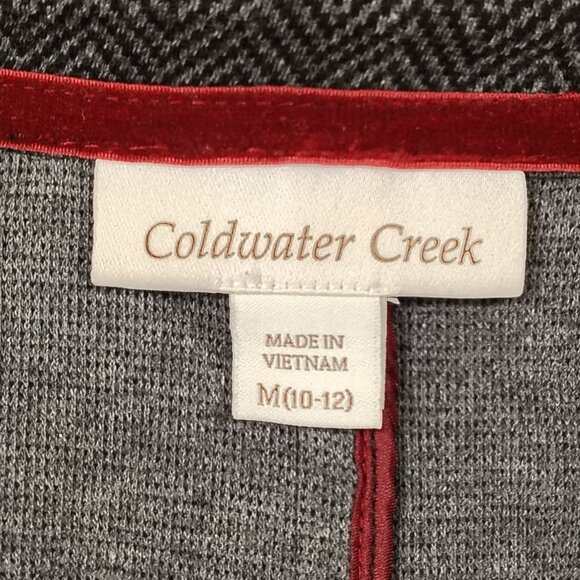 Coldwater Creek
MADE IN
VIETNAM
M(10-12)